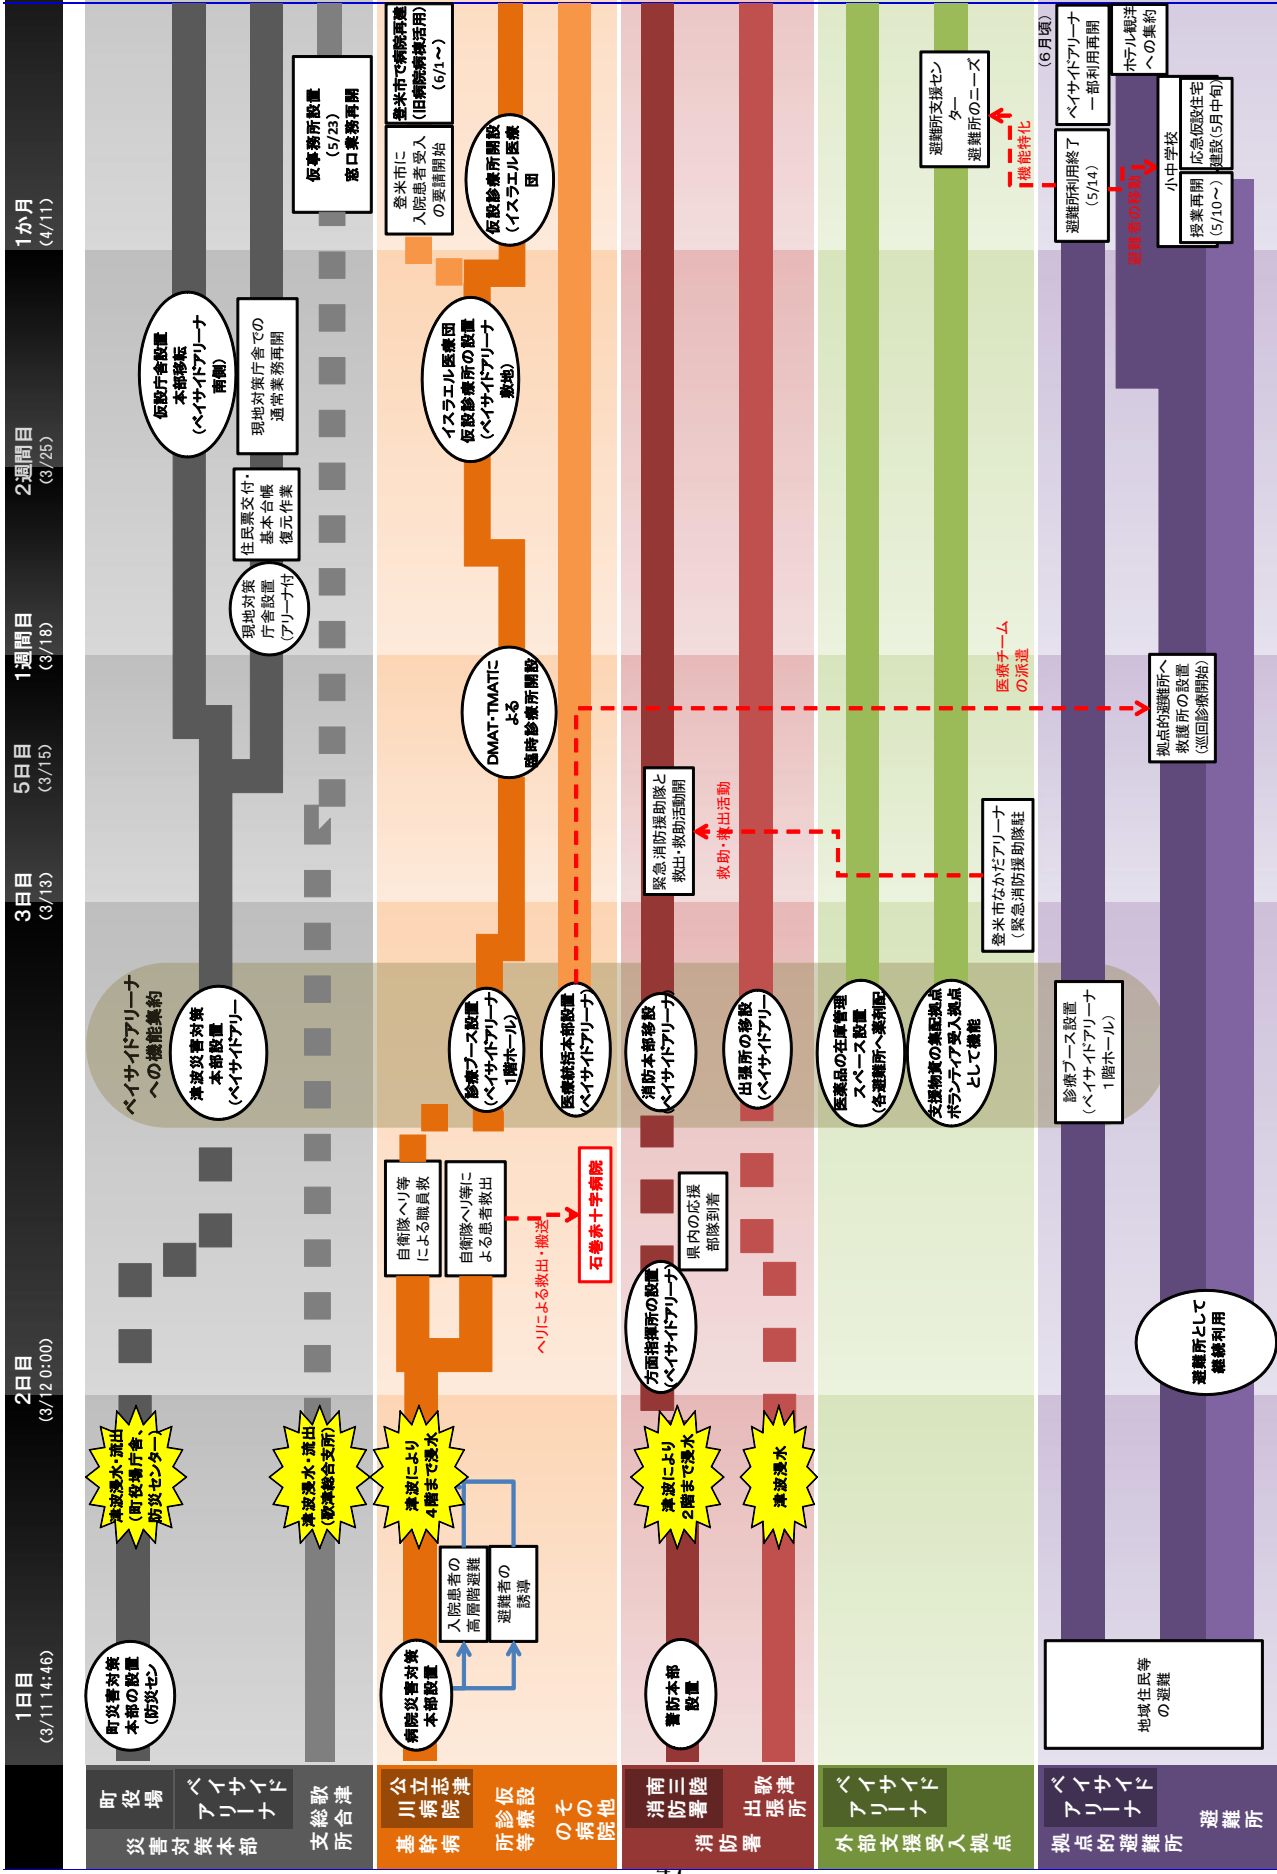 1日目
(3/11 14:46)
2日目
(3/12 0:00)
3日目
(3/13)
5日目
(3/15)
1週間目
(3/18)
2週間目
(3/25)
1か月
(4/11)
災害対策本部
町役場
ベイサイド
アリーナ
町災害対策
本部の設置
(防災セン
津波浸水・流出
(町役場庁舎、
防災センター)
ベイサイドアリーナ
への機能集約
津波災害対策
本部設置
(ベイサイドアリー
仮設庁舎設置
本部移転
(ベイサイドアリーナ
南側)
現地対策
庁舎設置
(アリーナ付
住民票交付・
基本台帳
復元作業
現地対策庁舎での
通常業務再開
支総歌
所合津
津波浸水・流出
(歌津総合支所)
仮事務所設置
(5/23)
窓口業務再開
基幹病
公立志津
川病院
病院災害対策
本部設置
入院患者の
高層階避難
避難者の
誘導
津波により
4階まで浸水
自衛隊ヘリ等
による職員救
自衛隊ヘリ等に
よる患者救出
ヘリによる救出・搬送
石巻赤十字病院
登米市に
入院患者受入
の要請開始
登米市で病院再建
(旧病院病棟活用)
(6/1～)
所診仮
等療設
診療ブース設置
(ベイサイドアリーナ
1階ホール)
DMAT・TMATに
よる
臨時診療所開設
イスラエル医療団
仮設診療所の設置
(ベイサイドアリーナ
敷地)
仮設診療所開設
(イスラエル医療
団
のそ
病の
院他
医療統括本部設置
(ベイサイドアリーナ)
医療チーム
の派遣
消防署
消南
防三
署陸
警防本部
設置
津波により
2階まで浸水
方面指揮所の設置
(ベイサイドアリーナ)
県内の応援
部隊到着
消防本部移設
(ベイサイドアリーナ)
緊急消防援助隊と
救出・救助活動開
救助・救出活動
出歌
張津
所
津波浸水
出張所の移設
(ベイサイドアリー
外部支援受入拠点
ベイサイド
アリーナ
医薬品の在庫管理
スペース設置
(各避難所へ薬剤配
支援物資の集配拠点
ボランティア受入拠点
として機能
登米市なかだアリーナ
(緊急消防援助隊駐
避難所支援セン
ター
避難所のニーズ
機能特化
拠点的避難所
ベイサイド
アリーナ
地域住民等
の避難
診療ブース設置
(ベイサイドアリーナ
1階ホール)
避難所利用終了
(5/14)
(6月頃)
ベイサイドアリーナ
一部利用再開
避難者の移動
避難所
避難所として
継続利用
拠点的避難所へ
救護所の設置
(巡回診療開始)
ホテル観洋
への集約
小中学校
授業再開
(5/10～)
応急仮設住宅
建設(5月中旬)